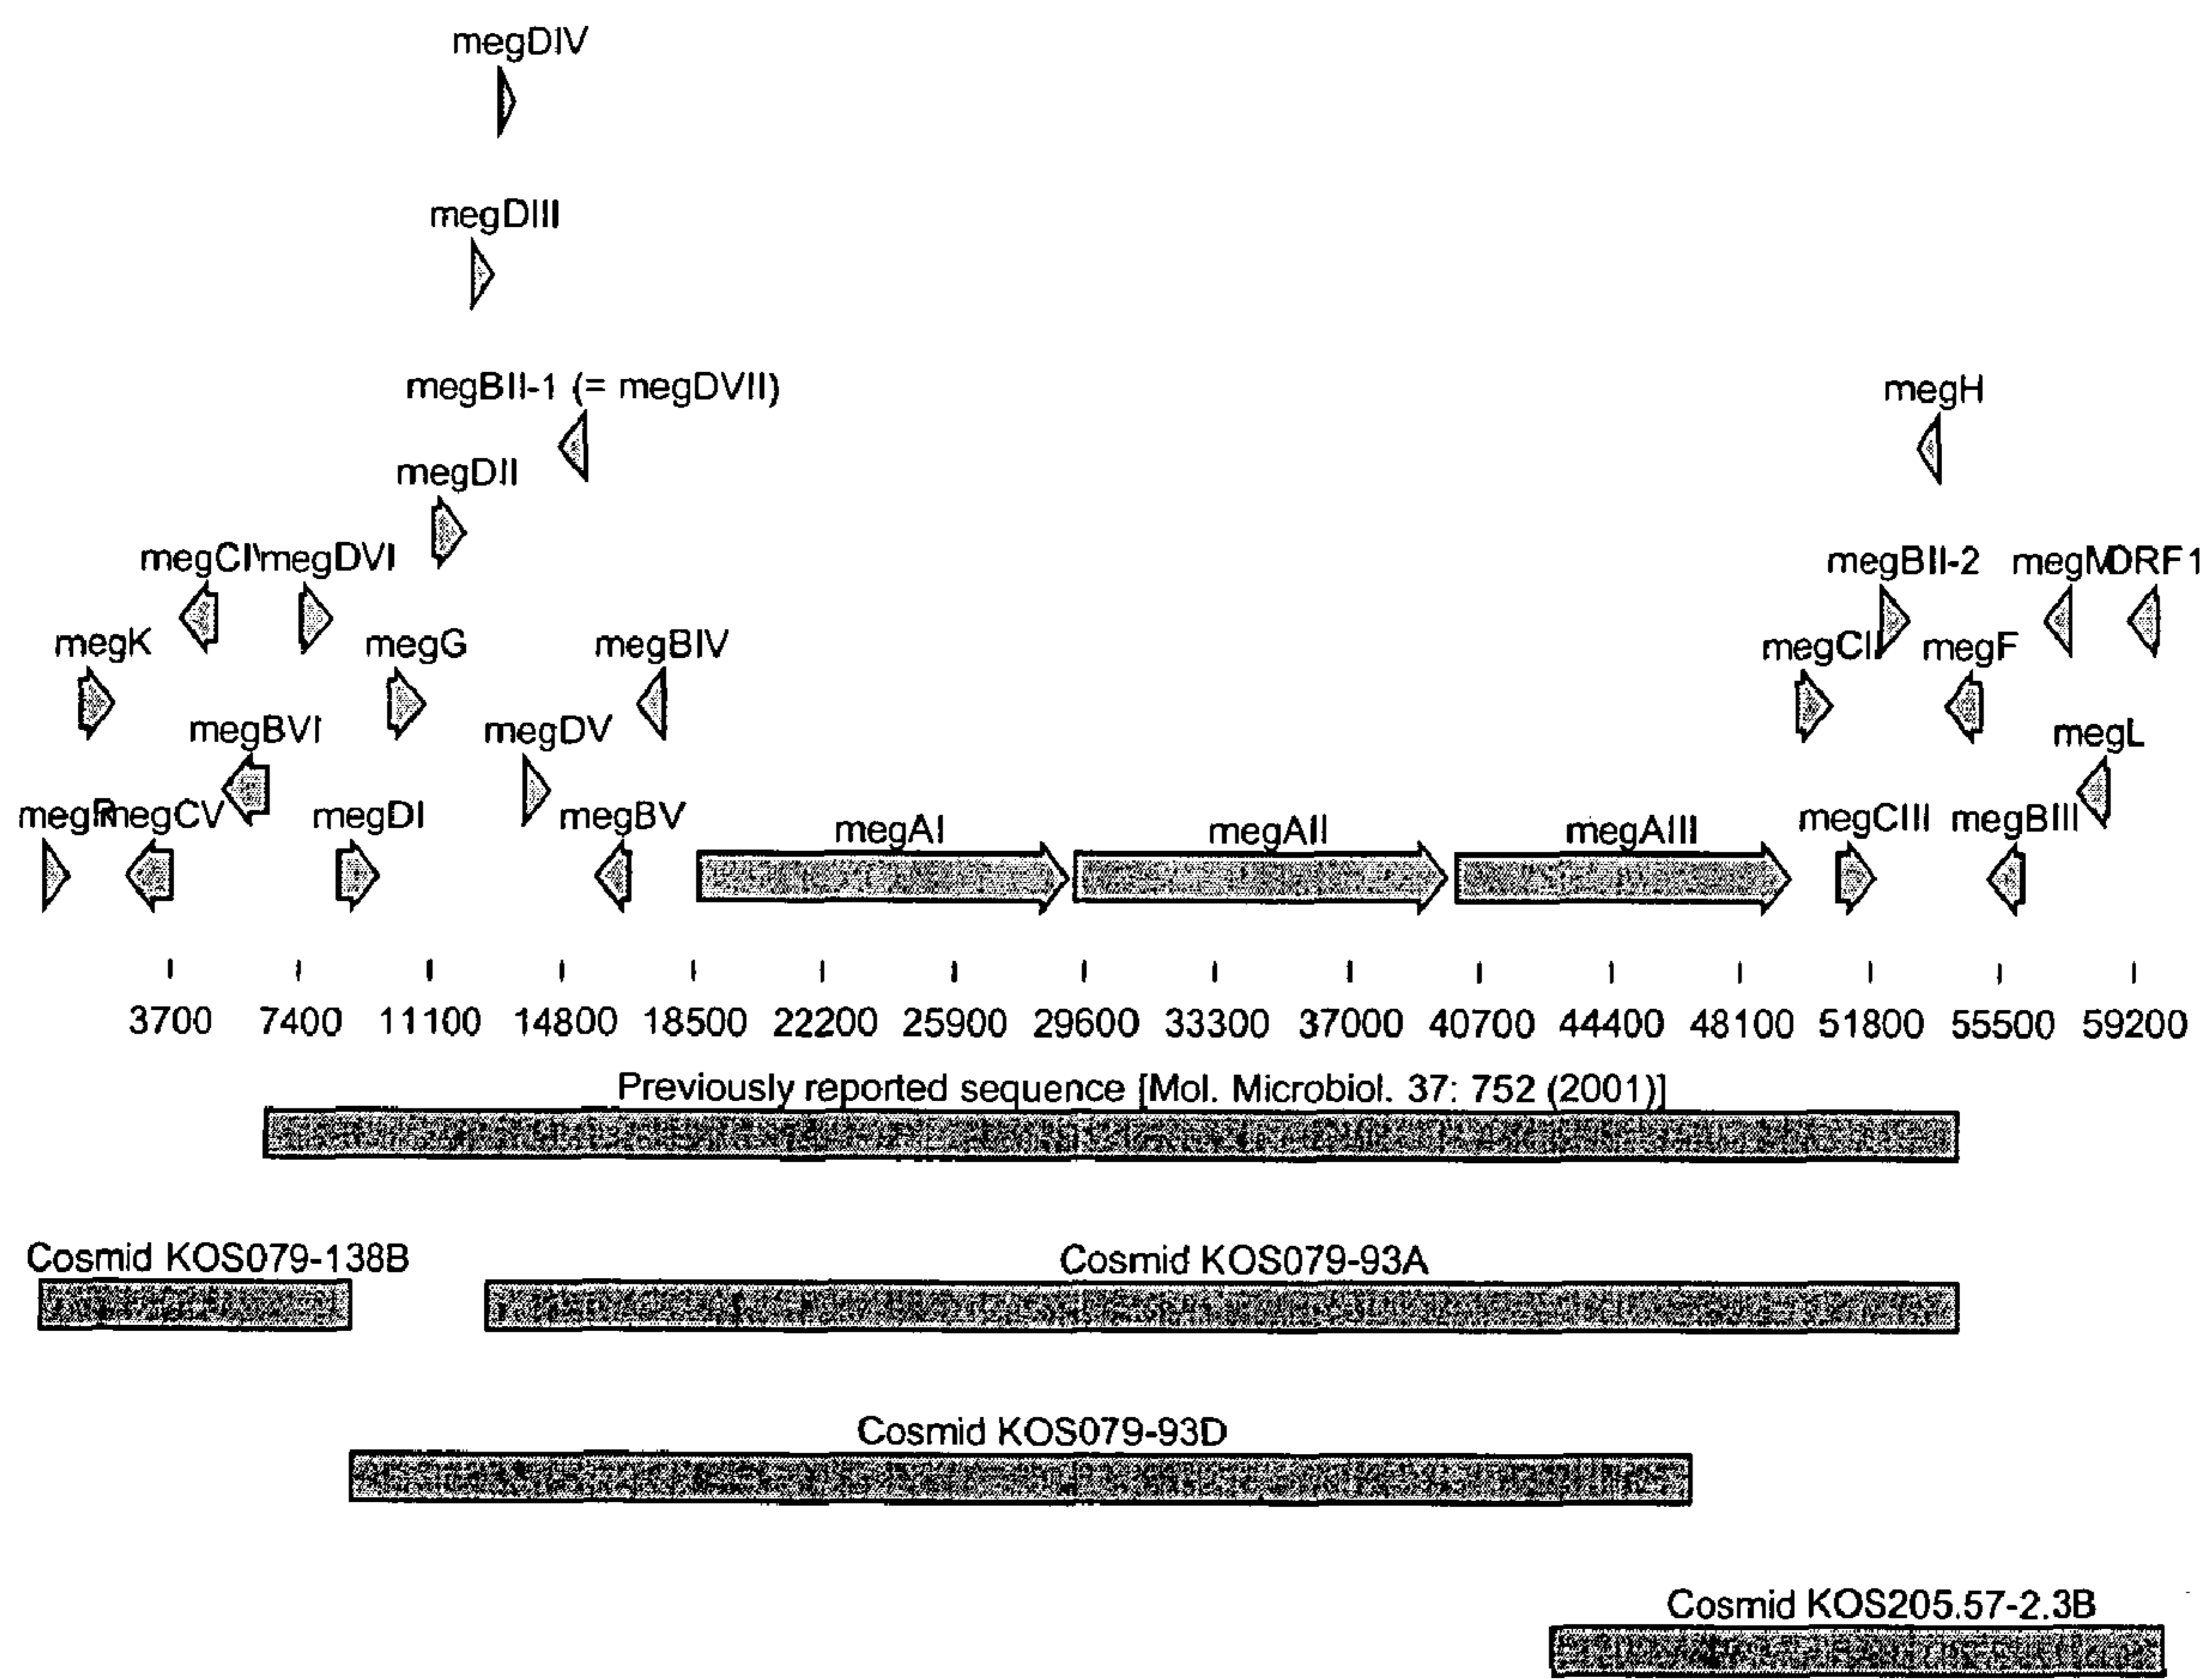 megDIV
megDIII
megBII-1 (= megDVII)
megH
megDII
megCIV megDVI
megBII-2 megM ORF1
megK megG megBIV
megCII megF
megBVI megDV
megL
megR megCV megDI megBV megAI megAII megAIII megCIII megBIII
3700 7400 11100 14800 18500 22200 25900 29600 33300 37000 40700 44400 48100 51800 55500 59200
Previously reported sequence [Mol. Microbiol. 37: 752 (2001)]
Cosmid KOS079-138B Cosmid KOS079-93A
Cosmid KOS079-93D
Cosmid KOS205.57-2.3B